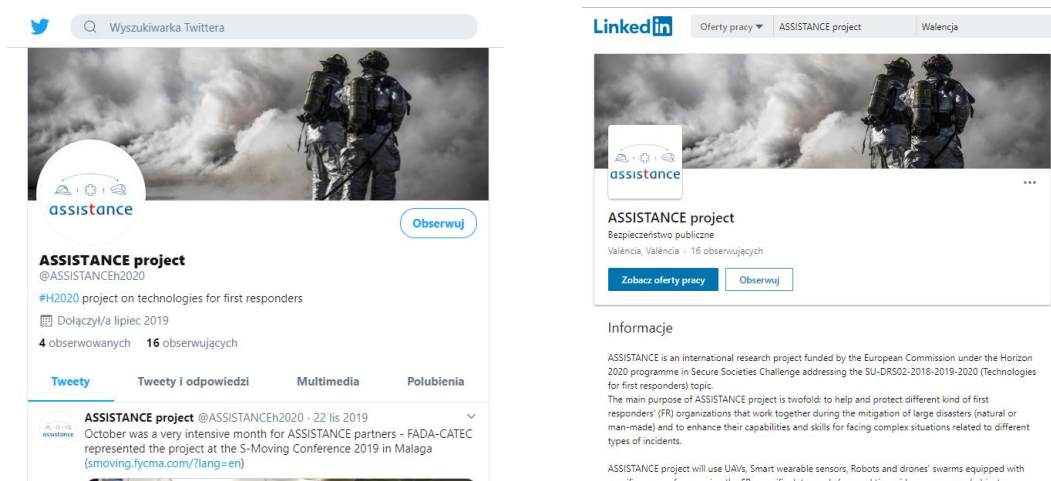 Wyszukiwarka Twittera
assistance
Obserwuj
ASSISTANCE project
@ASSISTANCEh2020
#H2020 project on technologies for first responders
Dołączył/a lipiec 2019
4 obserwowanych 16 obserwujących
Tweety Tweety i odpowiedzi Multimedia Polubienia
assistance
ASSISTANCE project @ASSISTANCEh2020 · 22 lis 2019
October was a very intensive month for ASSISTANCE partners - FADA-CATEC
represented the project at the S-Moving Conference 2019 in Malaga
(smoving.fycma.com/?lang=en)
Linked in Oferty pracy ASSISTANCE project Walencja
assistance
ASSISTANCE project
Bezpieczeństwo publiczne
València, València · 16 obserwujących
Zobacz oferty pracy Obserwuj
Informacje
ASSISTANCE is an international research project funded by the European Commission under the Horizon
2020 programme in Secure Societies Challenge addressing the SU-DRS02-2018-2019-2020 (Technologies
for first responders) topic.
The main purpose of ASSISTANCE project is twofold: to help and protect different kind of first
responders' (FR) organizations that work together during the mitigation of large disasters (natural or
man-made) and to enhance their capabilities and skills for facing complex situations related to different
types of incidents.
ASSISTANCE project will use UAVs, Smart wearable sensors, Robots and drones' swarms equipped with